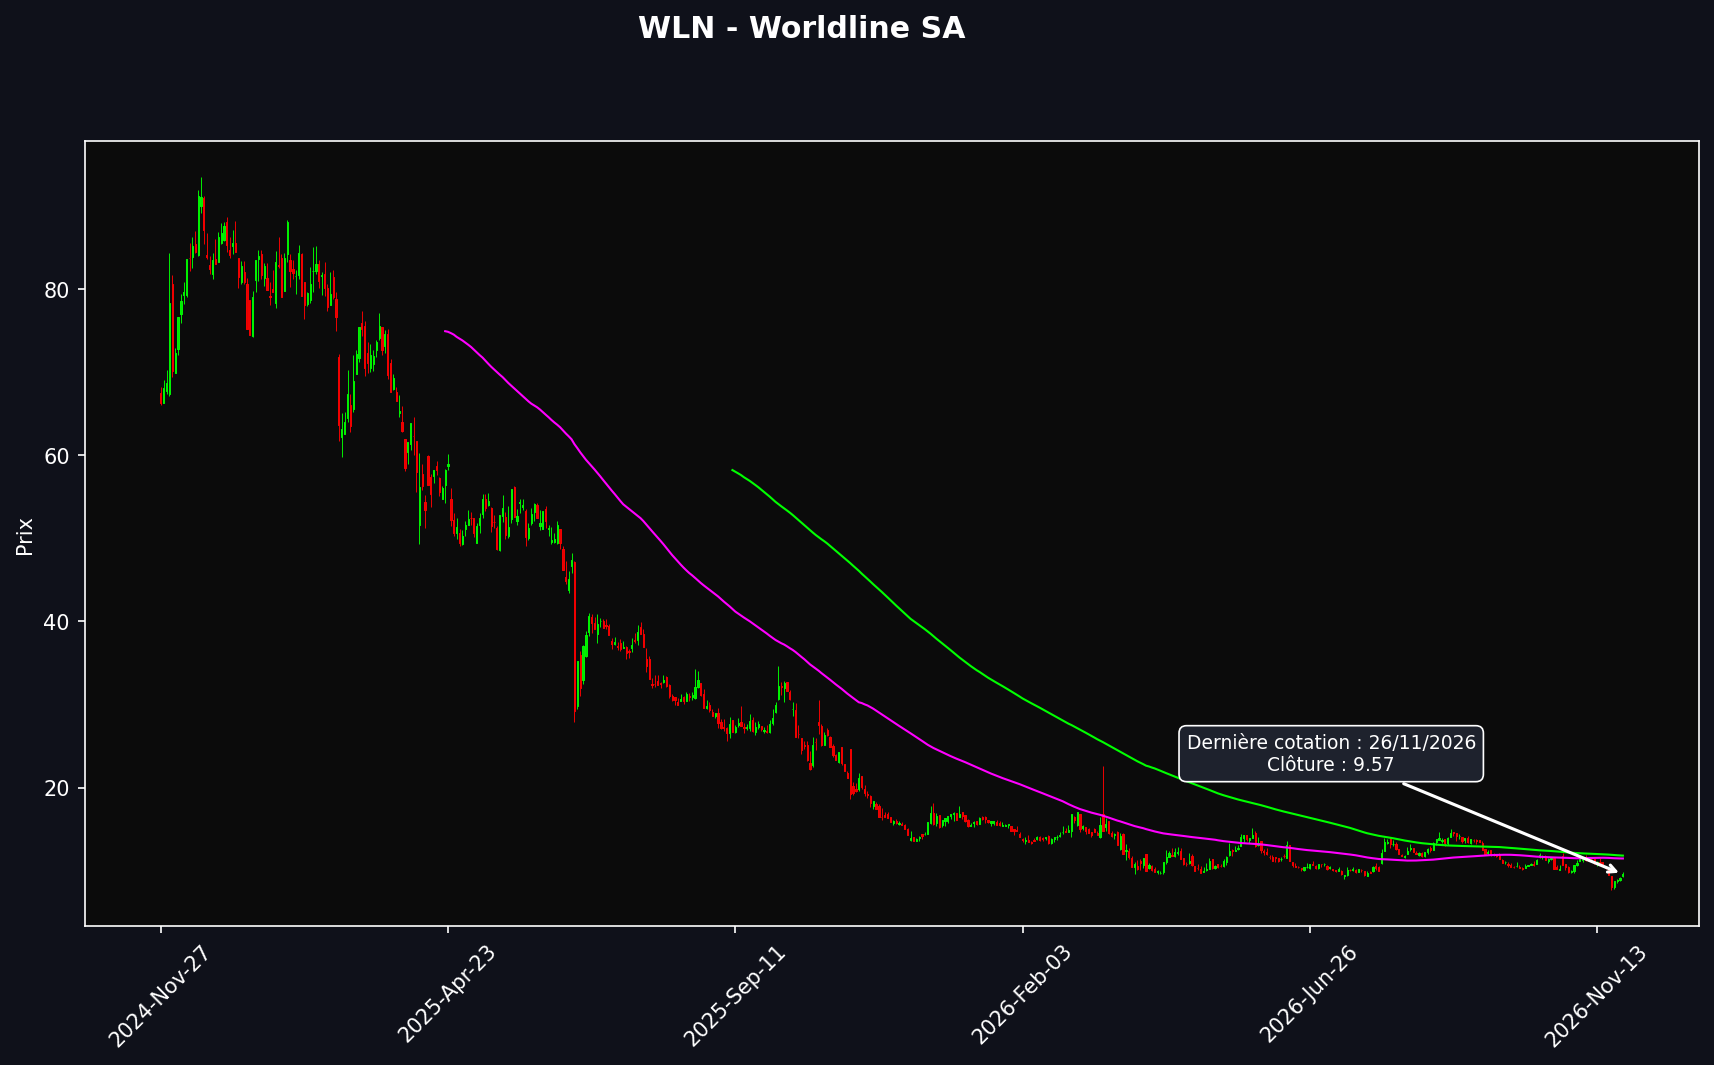 WLN - Worldline SA
Prix
80
60
40
20
Dernière cotation : 26/11/2026
Clôture : 9.57
2024-Nov-27
2025-Apr-23
2025-Sep-11
2026-Feb-03
2026-Jun-26
2026-Nov-13